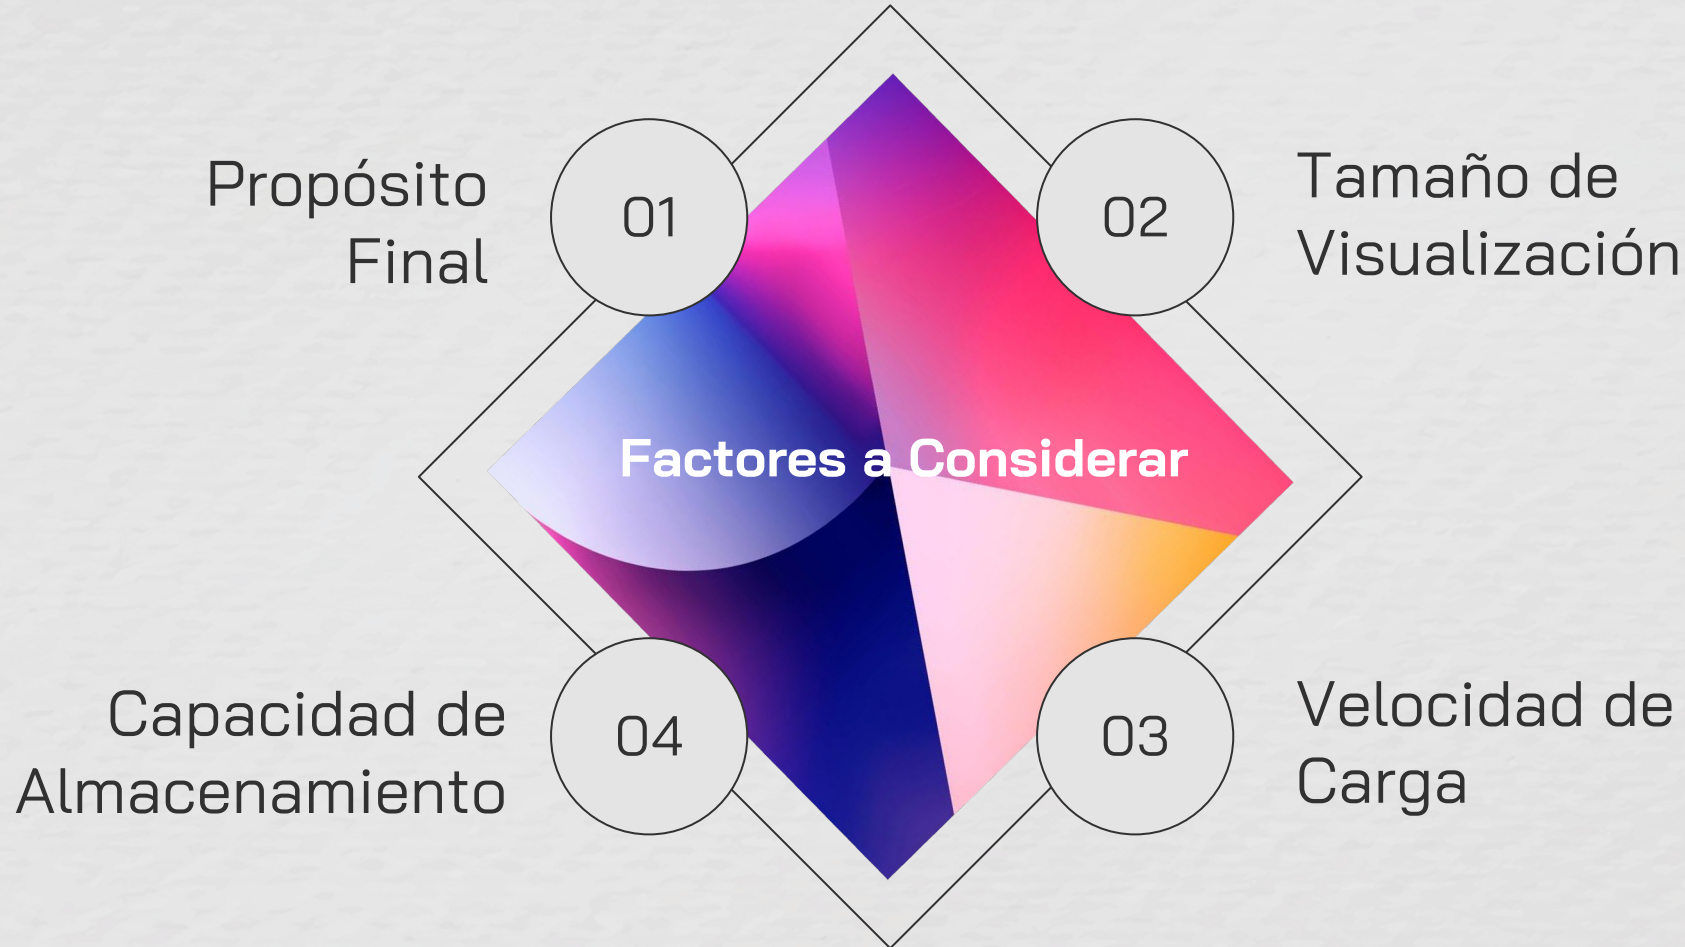 Propósito
Final
01
02
Tamaño de
Visualización
Factores a Considerar
Capacidad de
Almacenamiento
04
03
Velocidad de
Carga